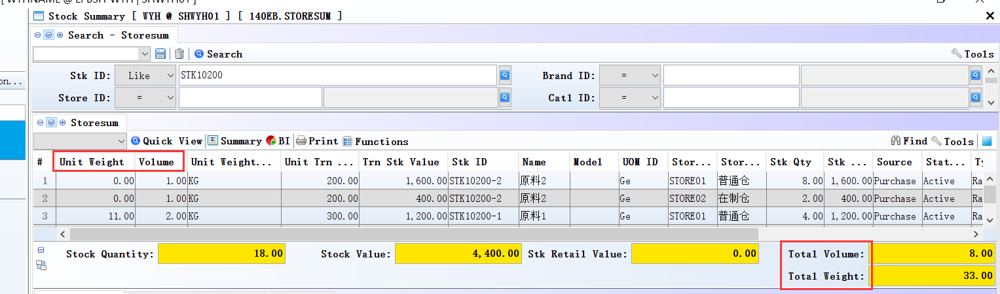 Stock Summary [ WYH @ SHWYH01 ] [ 140EB.STORESUM ]
Search - Storesum
Search Tools
Stk ID: Like STK10200 Brand ID: =
Store ID: = Cat1 ID: =
Storesum
Quick View Summary BI Print Functions Find Tools
# Unit Weight Volume Unit Weight... Unit Trn ... Trn Stk Value Stk ID Name Model UOM ID Stor... Stor... Stk Qty Stk ... Source Stat... Ty
1 0.00 1.00 KG 200.00 1,600.00 STK10200-2 原料2 Ge STORE01 普通仓 8.00 1,600.00 Purchase Active Ra
2 0.00 1.00 KG 200.00 400.00 STK10200-2 原料2 Ge STORE02 在制仓 2.00 400.00 Purchase Active Ra
3 11.00 2.00 KG 300.00 1,200.00 STK10200-1 原料1 Ge STORE01 普通仓 4.00 1,200.00 Purchase Active Ra
Stock Quantity: 18.00 Stock Value: 4,400.00 Stk Retail Value: 0.00 Total Volume: 8.00
Total Weight: 33.00